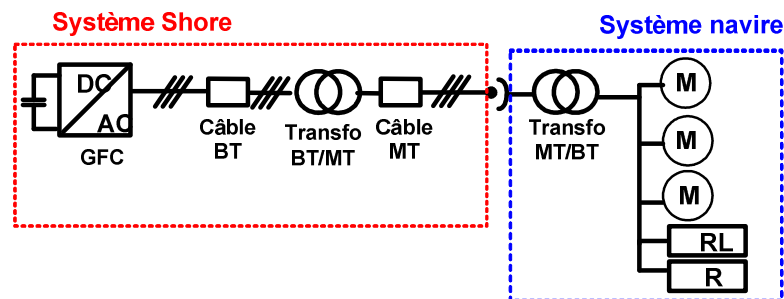 Système Shore
Système navire
DC
AC
GFC
Câble
BT
Transfo
BT/MT
Câble
MT
Transfo
MT/BT
M
M
M
RL
R